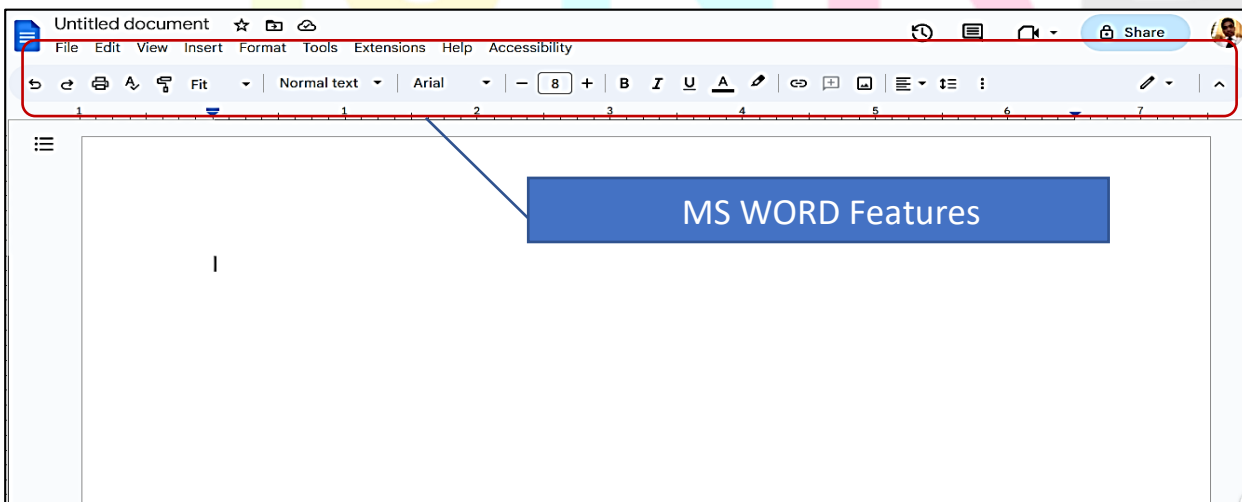 Untitled document
Share
File Edit View Insert Format Tools Extensions Help Accessibility
Fit Normal text Arial 8 B I U A
1 1 2 3 4 5 6 7
MS WORD Features